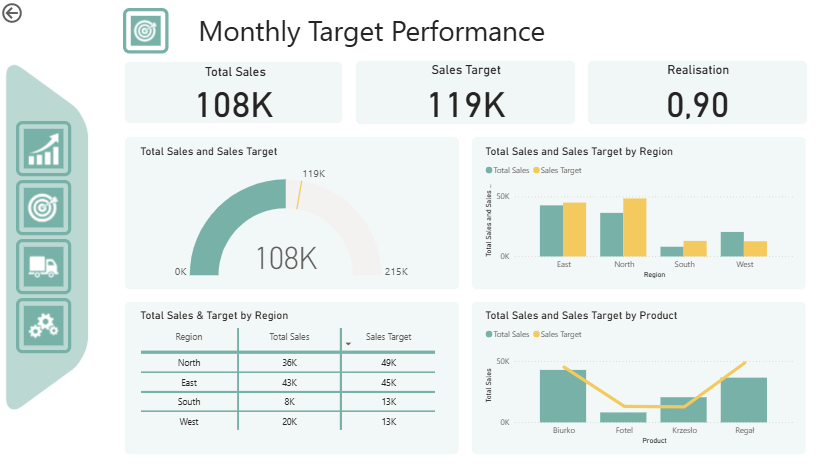 Monthly Target Performance
Total Sales
108K
Sales Target
119K
Realisation
0,90
Total Sales and Sales Target
119K
108K
0K
215K
Total Sales and Sales Target by Region
Total Sales Sales Target
Total Sales and Sales ...
50K
0K
East North South West
Region
Total Sales & Target by Region
Region Total Sales Sales Target
North 36K 49K
East 43K 45K
South 8K 13K
West 20K 13K
Total Sales and Sales Target by Product
Total Sales Sales Target
Total Sales
50K
0K
Biurko Fotel Krzesło Regał
Product